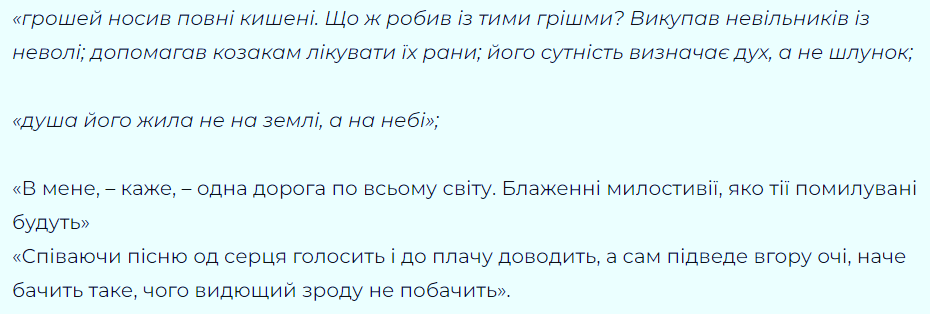 «грошей носив повні кишені. Що ж робив із тими грішми? Викупав невільників із
неволі; допомагав козакам лікувати їх рани; його сутність визначає дух, а не шлунок;
«душа його жила не на землі, а на небі»;
«В мене, – каже, – одна дорога по всьому світу. Блаженні милостивії, яко тії помилувані
будуть»
«Співаючи пісню од серця голосить і до плачу доводить, а сам підведе вгору очі, наче
бачить таке, чого видющий зроду не побачить».